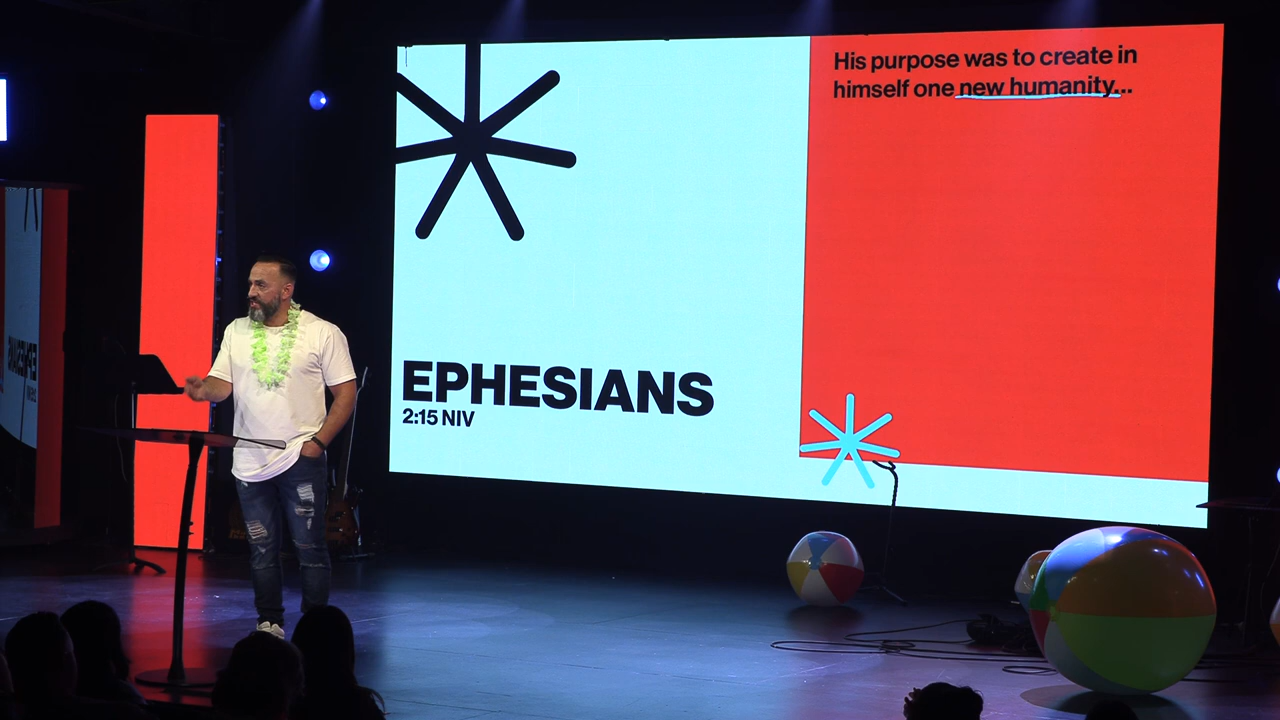 EPHESIANS
2:15 NIV
His purpose was to create in
himself one new humanity...